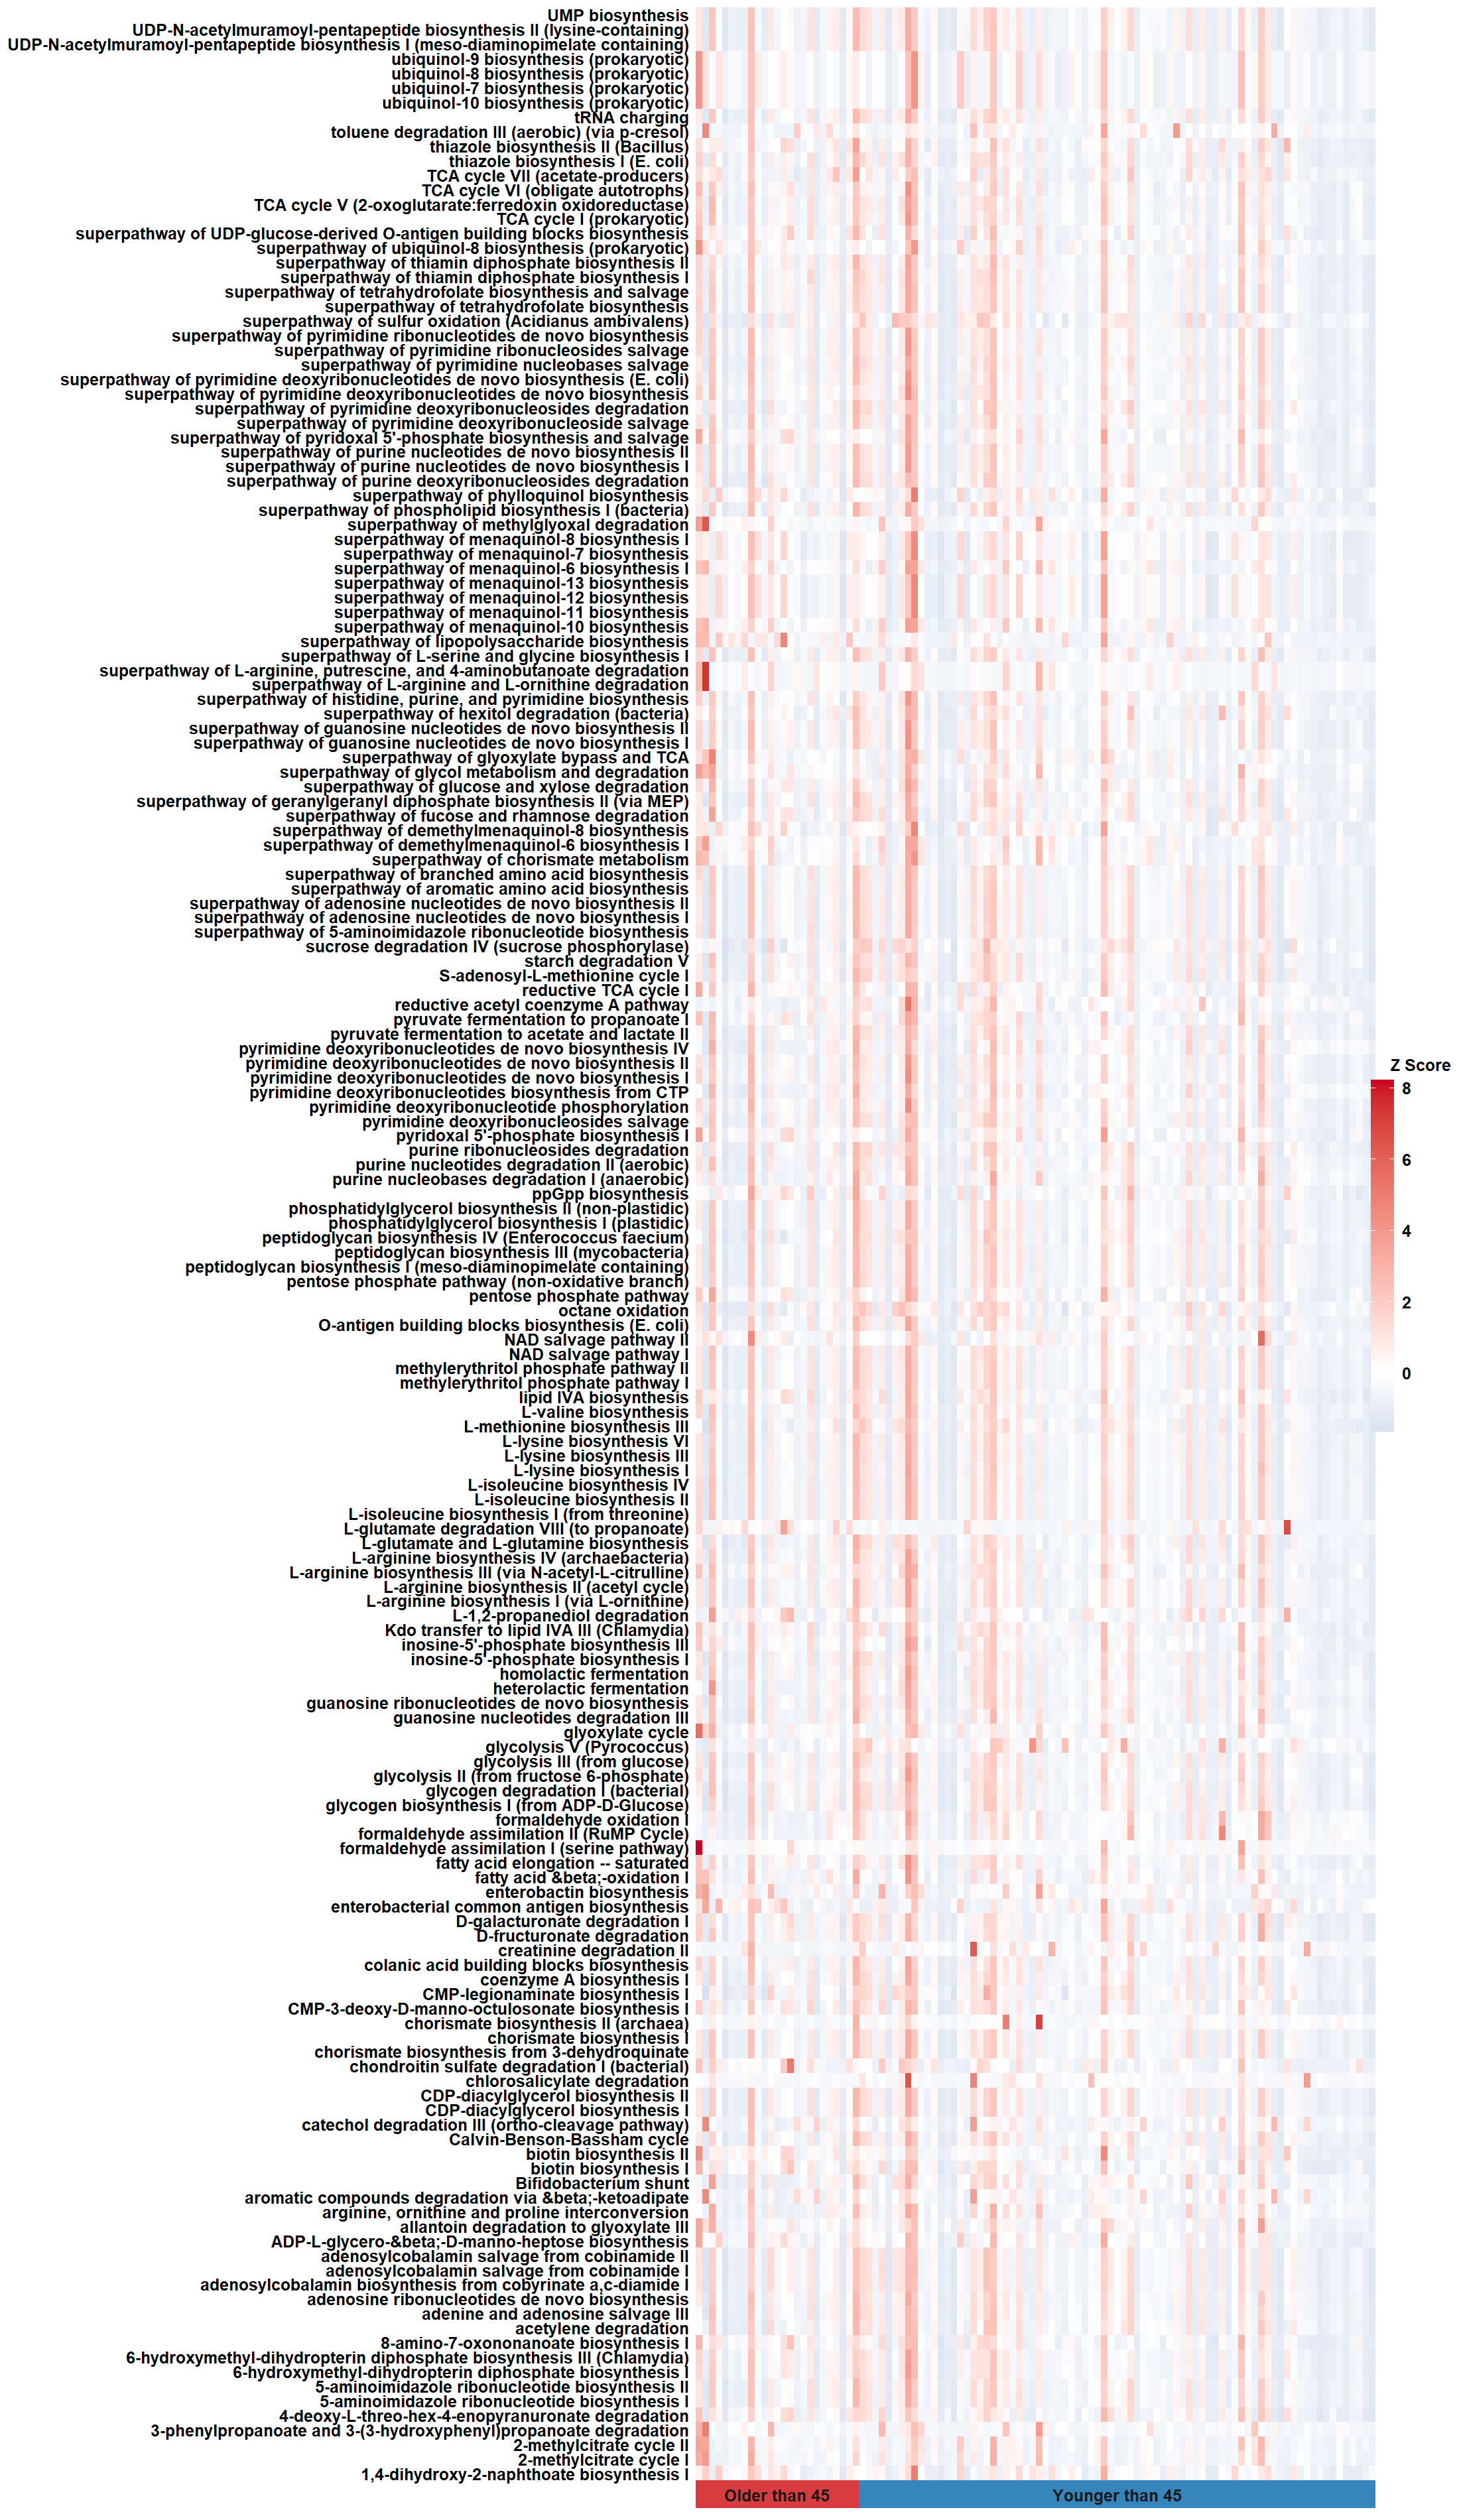 UMP biosynthesis
UDP-N-acetylmuramoyl-pentapeptide biosynthesis II (lysine-containing)
UDP-N-acetylmuramoyl-pentapeptide biosynthesis I (meso-diaminopimelate containing)
ubiquinol-9 biosynthesis (prokaryotic)
ubiquinol-8 biosynthesis (prokaryotic)
ubiquinol-7 biosynthesis (prokaryotic)
ubiquinol-10 biosynthesis (prokaryotic)
tRNA charging
toluene degradation III (aerobic) (via p-cresol)
thiazole biosynthesis II (Bacillus)
thiazole biosynthesis I (E. coli)
TCA cycle VII (acetate-producers)
TCA cycle VI (obligate autotrophs)
TCA cycle V (2-oxoglutarate:ferredoxin oxidoreductase)
TCA cycle I (prokaryotic)
superpathway of UDP-glucose-derived O-antigen building blocks biosynthesis
superpathway of ubiquinol-8 biosynthesis (prokaryotic)
superpathway of thiamin diphosphate biosynthesis II
superpathway of thiamin diphosphate biosynthesis I
superpathway of tetrahydrofolate biosynthesis and salvage
superpathway of tetrahydrofolate biosynthesis
superpathway of sulfur oxidation (Acidianus ambivalens)
superpathway of pyrimidine ribonucleotides de novo biosynthesis
superpathway of pyrimidine ribonucleosides salvage
superpathway of pyrimidine nucleobases salvage
superpathway of pyrimidine deoxyribonucleotides de novo biosynthesis (E. coli)
superpathway of pyrimidine deoxyribonucleotides de novo biosynthesis
superpathway of pyrimidine deoxyribonucleosides degradation
superpathway of pyrimidine deoxyribonucleoside salvage
superpathway of pyridoxal 5'-phosphate biosynthesis and salvage
superpathway of purine nucleotides de novo biosynthesis II
superpathway of purine nucleotides de novo biosynthesis I
superpathway of purine deoxyribonucleosides degradation
superpathway of phylloquinol biosynthesis
superpathway of phospholipid biosynthesis I (bacteria)
superpathway of methylglyoxal degradation
superpathway of menaquinol-8 biosynthesis I
superpathway of menaquinol-7 biosynthesis
superpathway of menaquinol-6 biosynthesis I
superpathway of menaquinol-13 biosynthesis
superpathway of menaquinol-12 biosynthesis
superpathway of menaquinol-11 biosynthesis
superpathway of menaquinol-10 biosynthesis
superpathway of lipopolysaccharide biosynthesis
superpathway of L-serine and glycine biosynthesis I
superpathway of L-arginine, putrescine, and 4-aminobutanoate degradation
superpathway of L-arginine and L-ornithine degradation
superpathway of histidine, purine, and pyrimidine biosynthesis
superpathway of hexitol degradation (bacteria)
superpathway of guanosine nucleotides de novo biosynthesis II
superpathway of guanosine nucleotides de novo biosynthesis I
superpathway of glyoxylate bypass and TCA
superpathway of glycol metabolism and degradation
superpathway of glucose and xylose degradation
superpathway of geranylgeranyl diphosphate biosynthesis II (via MEP)
superpathway of fucose and rhamnose degradation
superpathway of demethylmenaquinol-8 biosynthesis
superpathway of demethylmenaquinol-6 biosynthesis I
superpathway of chorismate metabolism
superpathway of branched amino acid biosynthesis
superpathway of aromatic amino acid biosynthesis
superpathway of adenosine nucleotides de novo biosynthesis II
superpathway of adenosine nucleotides de novo biosynthesis I
superpathway of 5-aminoimidazole ribonucleotide biosynthesis
sucrose degradation IV (sucrose phosphorylase)
starch degradation V
S-adenosyl-L-methionine cycle I
reductive TCA cycle I
reductive acetyl coenzyme A pathway
pyruvate fermentation to propanoate I
pyruvate fermentation to acetate and lactate II
pyrimidine deoxyribonucleotides de novo biosynthesis IV
pyrimidine deoxyribonucleotides de novo biosynthesis II
pyrimidine deoxyribonucleotides de novo biosynthesis I
pyrimidine deoxyribonucleotides biosynthesis from CTP
pyrimidine deoxyribonucleotide phosphorylation
pyrimidine deoxyribonucleosides salvage
pyridoxal 5'-phosphate biosynthesis I
purine ribonucleosides degradation
purine nucleotides degradation II (aerobic)
purine nucleobases degradation I (anaerobic)
ppGpp biosynthesis
phosphatidylglycerol biosynthesis II (non-plastidic)
phosphatidylglycerol biosynthesis I (plastidic)
peptidoglycan biosynthesis IV (Enterococcus faecium)
peptidoglycan biosynthesis III (mycobacteria)
peptidoglycan biosynthesis I (meso-diaminopimelate containing)
pentose phosphate pathway (non-oxidative branch)
pentose phosphate pathway
octane oxidation
O-antigen building blocks biosynthesis (E. coli)
NAD salvage pathway II
NAD salvage pathway I
methylerythritol phosphate pathway II
methylerythritol phosphate pathway I
lipid IVA biosynthesis
L-valine biosynthesis
L-methionine biosynthesis III
L-lysine biosynthesis VI
L-lysine biosynthesis III
L-lysine biosynthesis I
L-isoleucine biosynthesis IV
L-isoleucine biosynthesis II
L-isoleucine biosynthesis I (from threonine)
L-glutamate degradation VIII (to propanoate)
L-glutamate and L-glutamine biosynthesis
L-arginine biosynthesis IV (archaebacteria)
L-arginine biosynthesis III (via N-acetyl-L-citrulline)
L-arginine biosynthesis II (acetyl cycle)
L-arginine biosynthesis I (via L-ornithine)
L-1,2-propanediol degradation
Kdo transfer to lipid IVA III (Chlamydia)
inosine-5'-phosphate biosynthesis III
inosine-5'-phosphate biosynthesis I
homolactic fermentation
heterolactic fermentation
guanosine ribonucleotides de novo biosynthesis
guanosine nucleotides degradation III
glyoxylate cycle
glycolysis V (Pyrococcus)
glycolysis III (from glucose)
glycolysis II (from fructose 6-phosphate)
glycogen degradation I (bacterial)
glycogen biosynthesis I (from ADP-D-Glucose)
formaldehyde oxidation I
formaldehyde assimilation II (RuMP Cycle)
formaldehyde assimilation I (serine pathway)
fatty acid elongation -- saturated
fatty acid &beta;-oxidation I
enterobactin biosynthesis
enterobacterial common antigen biosynthesis
D-galacturonate degradation I
D-fructuronate degradation
creatinine degradation II
colanic acid building blocks biosynthesis
coenzyme A biosynthesis I
CMP-legionaminate biosynthesis I
CMP-3-deoxy-D-manno-octulosonate biosynthesis I
chorismate biosynthesis II (archaea)
chorismate biosynthesis I
chorismate biosynthesis from 3-dehydroquinate
chondroitin sulfate degradation I (bacterial)
chlorosalicylate degradation
CDP-diacylglycerol biosynthesis II
CDP-diacylglycerol biosynthesis I
catechol degradation III (ortho-cleavage pathway)
Calvin-Benson-Bassham cycle
biotin biosynthesis II
biotin biosynthesis I
Bifidobacterium shunt
aromatic compounds degradation via &beta;-ketoadipate
arginine, ornithine and proline interconversion
allantoin degradation to glyoxylate III
ADP-L-glycero-&beta;-D-manno-heptose biosynthesis
adenosylcobalamin salvage from cobinamide II
adenosylcobalamin salvage from cobinamide I
adenosylcobalamin biosynthesis from cobyrinate a,c-diamide I
adenosine ribonucleotides de novo biosynthesis
adenine and adenosine salvage III
acetylene degradation
8-amino-7-oxononanoate biosynthesis I
6-hydroxymethyl-dihydropterin diphosphate biosynthesis III (Chlamydia)
6-hydroxymethyl-dihydropterin diphosphate biosynthesis I
5-aminoimidazole ribonucleotide biosynthesis II
5-aminoimidazole ribonucleotide biosynthesis I
4-deoxy-L-threo-hex-4-enopyranuronate degradation
3-phenylpropanoate and 3-(3-hydroxyphenyl)propanoate degradation
2-methylcitrate cycle II
2-methylcitrate cycle I
1,4-dihydroxy-2-naphthoate biosynthesis I
Older than 45
Younger than 45
Z Score
8
6
4
2
0